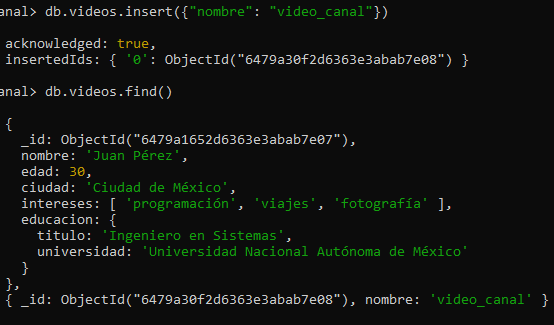 anal> db.videos.insert({"nombre": "video_canal"})
acknowledged: true,
insertedIds: { '0': ObjectId("6479a30f2d6363e3abab7e08") }
anal> db.videos.find()
{
_id: ObjectId("6479a1652d6363e3abab7e07"),
nombre: 'Juan Pérez',
edad: 30,
ciudad: 'Ciudad de México',
intereses: [ 'programación', 'viajes', 'fotografía' ],
educacion: {
titulo: 'Ingeniero en Sistemas',
universidad: 'Universidad Nacional Autónoma de México'
}
},
{ _id: ObjectId("6479a30f2d6363e3abab7e08"), nombre: 'video_canal' }